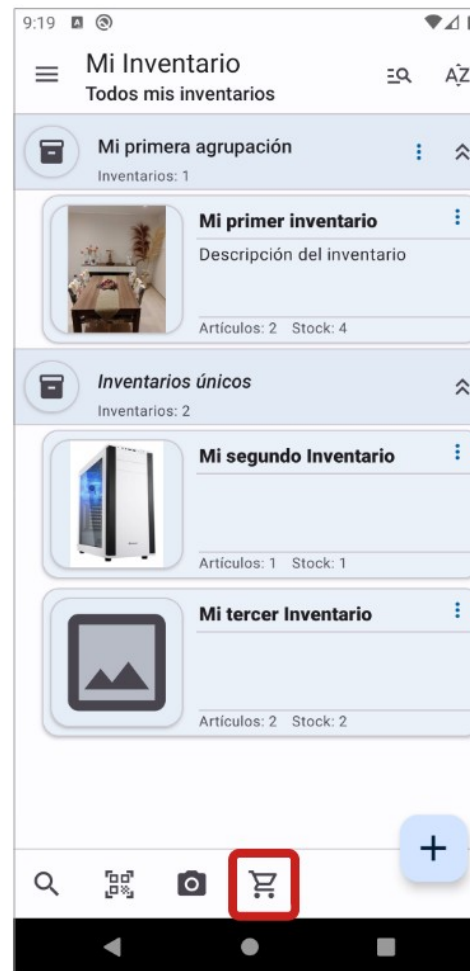 9:19
Mi Inventario
Todos mis inventarios
Mi primera agrupación
Inventarios: 1
Mi primer inventario
Descripción del inventario
Artículos: 2 Stock: 4
Inventarios únicos
Inventarios: 2
Mi segundo Inventario
Artículos: 1 Stock: 1
Mi tercer Inventario
Artículos: 2 Stock: 2